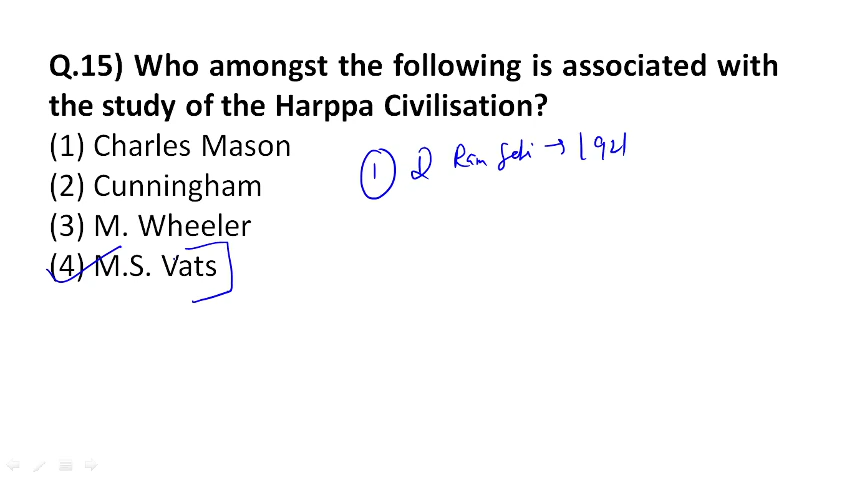 Q.15) Who amongst the following is associated with
the study of the Harppa Civilisation?
(1) Charles Mason
① D Ram → 1921
(2) Cunningham
(3) M. Wheeler
(4) M.S. Vats